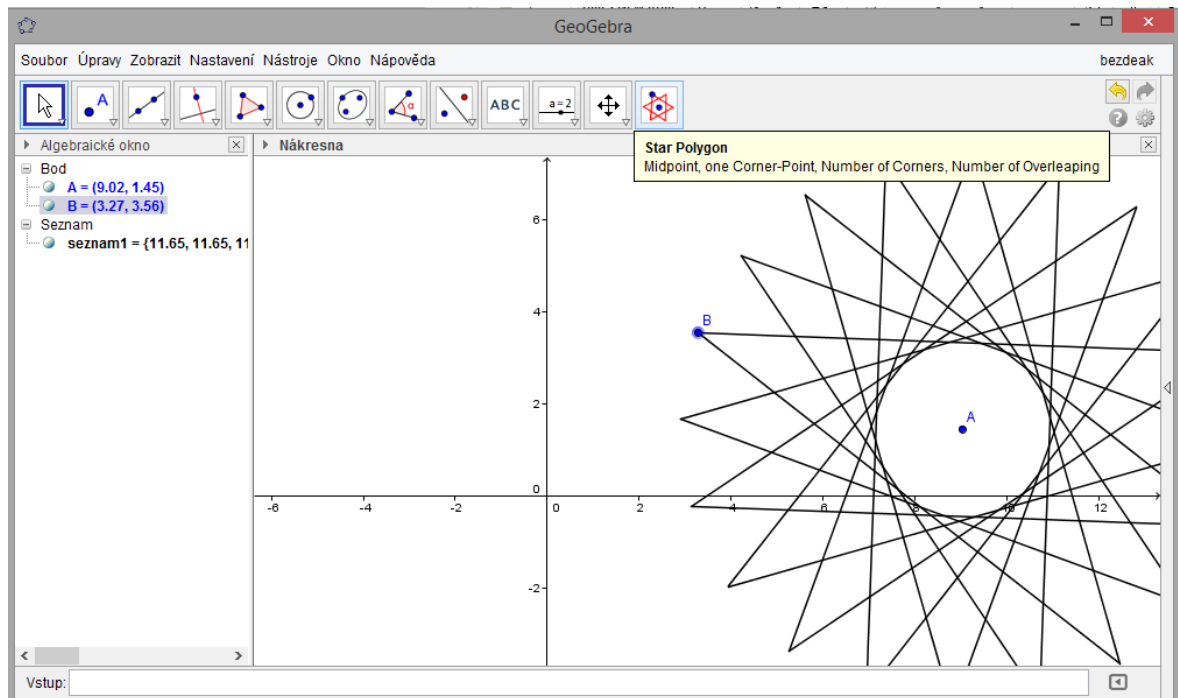 GeoGebra
Soubor Úpravy Zobrazit Nastavení Nástroje Okno Nápověda bezdeak
A α ABC a=2
Star Polygon
Midpoint, one Corner-Point, Number of Corners, Number of Overleaping
Algebraické okno Nákresna
Bod
A = (9.02, 1.45)
B = (3.27, 3.56)
Seznam
seznam1 = {11.65, 11.65, 11
6
4
B
2
A
0
-6 -4 -2 0 2 4 6 8 10 12
-2
Vstup: